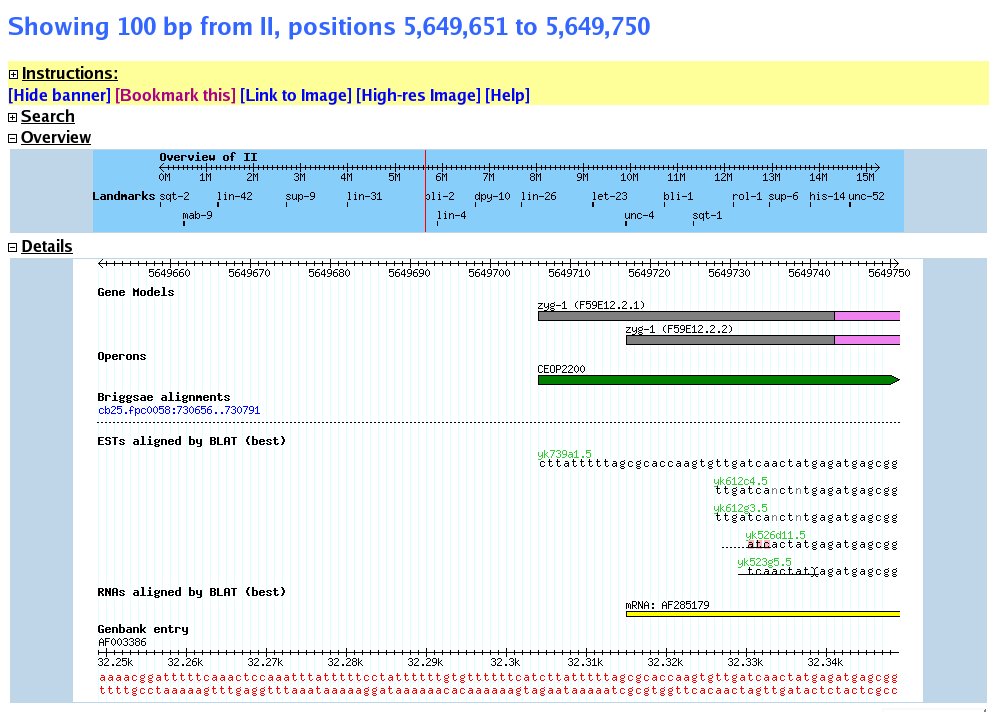 Showing 100 bp from II, positions 5,649,651 to 5,649,750
Instructions:
[Hide banner] [Bookmark this] [Link to Image] [High-res Image] [Help]
Search
Overview
Overview of II
0M 1M 2M 3M 4M 5M 6M 7M 8M 9M 10M 11M 12M 13M 14M 15M
Landmarks sqt-2 lin-42 sup-9 lin-31 bli-2 dpy-10 lin-26 let-23 bli-1 rol-1 sup-6 his-14 unc-52
mab-9 lin-4 unc-4 sqt-1
Details
5649660 5649670 5649680 5649690 5649700 5649710 5649720 5649730 5649740 5649750
Gene Models
zyg-1 (F59E12.2.1)
zyg-1 (F59E12.2.2)
Operons
CEOP2200
Briggsae alignments
cb25.fpc0058:730656..730791
ESTs aligned by BLAT (best)
yk739a1.5
cttatttttagcgcaccaagtgttgatcaactatgagatgagcgg
yk612c4.5
ttgatcanctntgagatgagcgg
yk612g3.5
ttgatcanctntgagatgagcgg
yk526d11.5
atcactatgagatgagcgg
yk523g5.5
tcaactat agatgagcgg
RNAs aligned by BLAT (best)
mRNA: AF285179
Genbank entry
AF003386
32.25k 32.26k 32.27k 32.28k 32.29k 32.3k 32.31k 32.32k 32.33k 32.34k
aaaacggatttttcaaactccaaatttatttttcctattttttgtgttttttcatcttatttttagcgcaccaagtgttgatcaactatgagatgagcgg
ttttgcctaaaaagtttgaggtttaaataaaaaggataaaaaacacaaaaaagtagaataaaaatcgcgtggttcacaactagttgatactctactcgcc